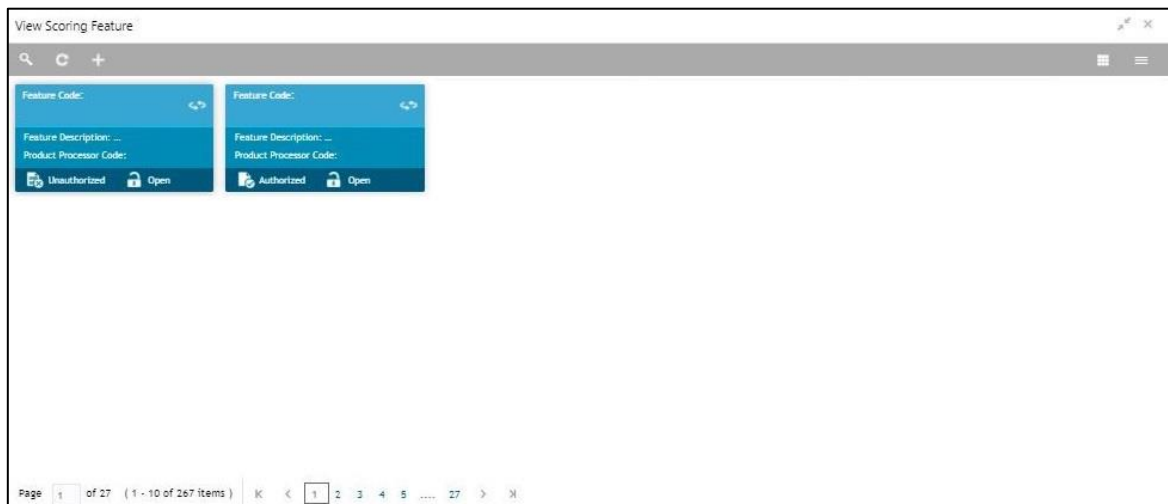 View Scoring Feature
Feature Code:
Feature Description: ...
Product Processor Code:
Unauthorized Open
Feature Code:
Feature Description: ...
Product Processor Code:
Authorized Open
Page 1 of 27 ( 1 - 10 of 267 items ) 1 2 3 4 5 .... 27